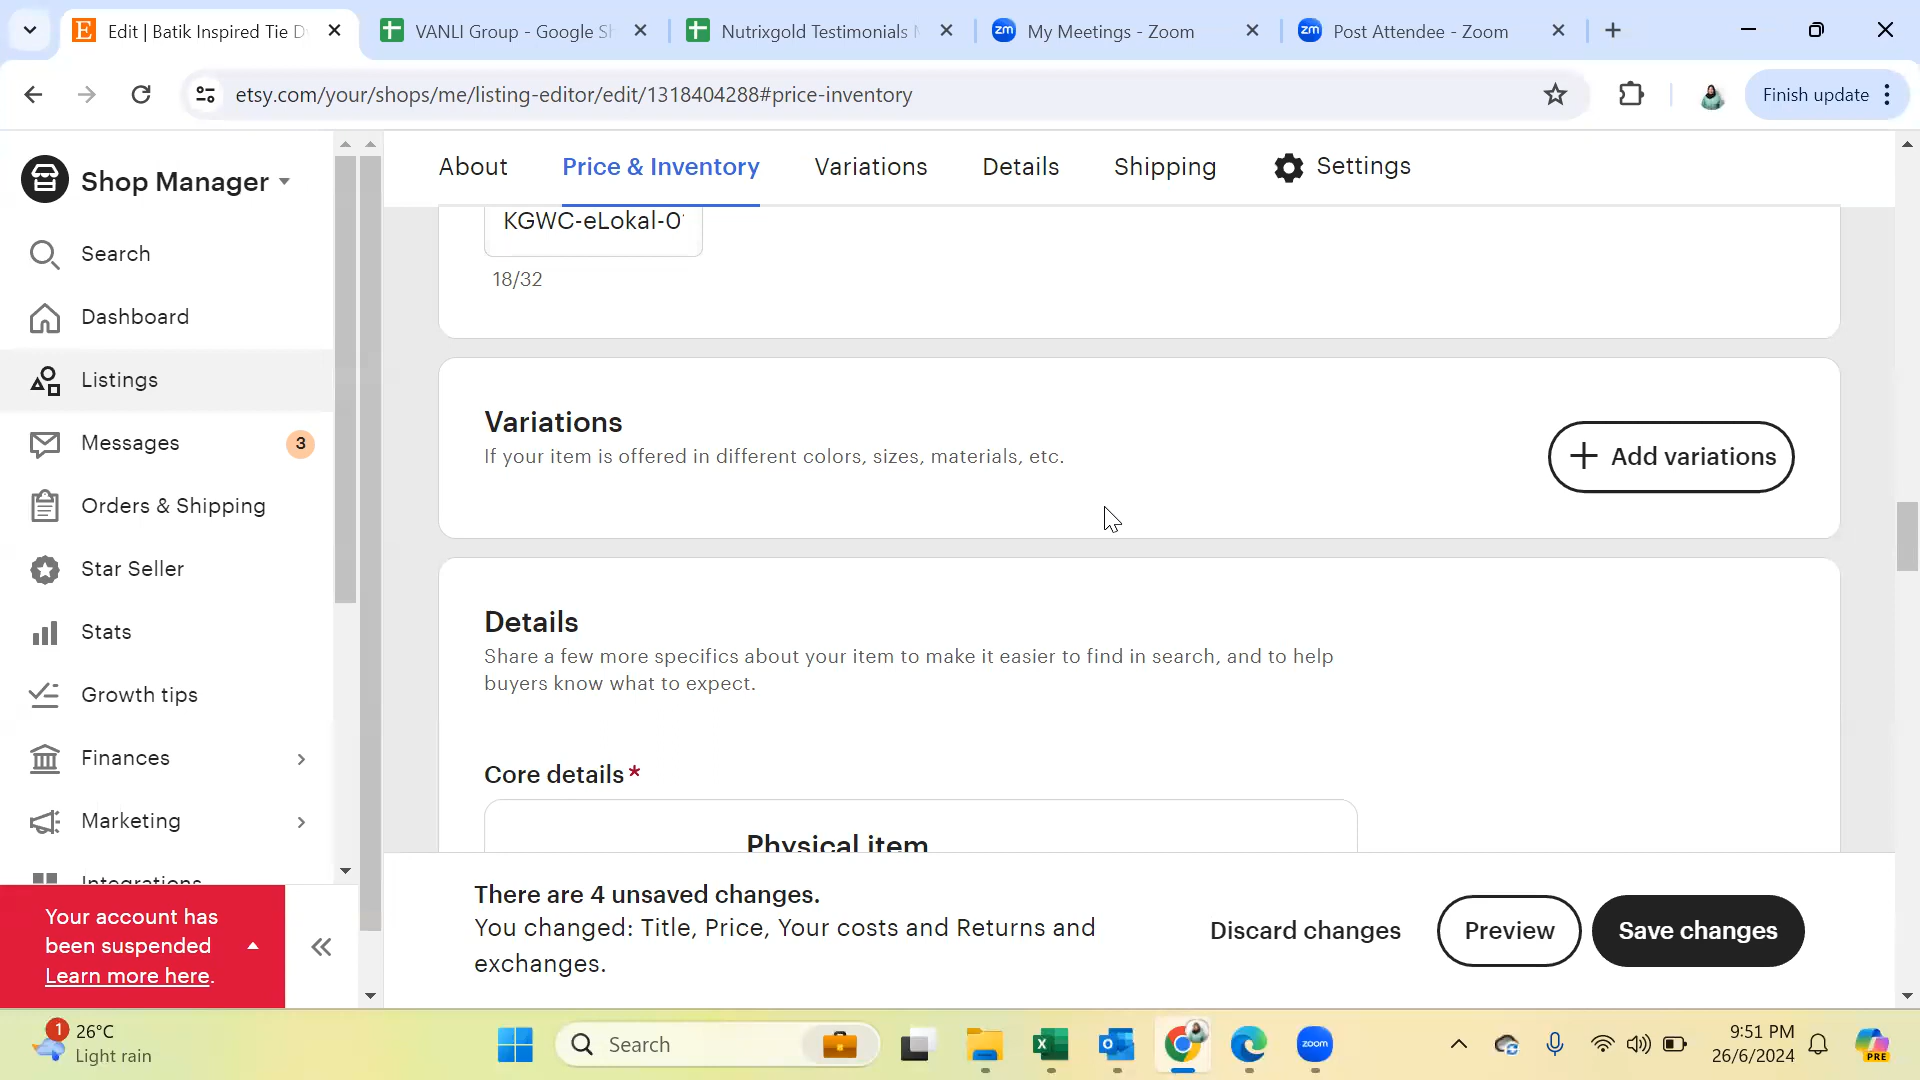 Edit | Batik Inspired Tie D
VANLI Group - Google Sh
Nutrixgold Testimonials M
My Meetings - Zoom
Post Attendee - Zoom
etsy.com/your/shops/me/listing-editor/edit/1318404288#price-inventory
Finish update
Shop Manager
Search
Dashboard
Listings
Messages
3
Orders & Shipping
Star Seller
Stats
Growth tips
Finances
Marketing
Integrations
Your account has
been suspended
Learn more here.
About
Price & Inventory
Variations
Details
Shipping
Settings
KGWC-eLokal-0
18/32
Variations
If your item is offered in different colors, sizes, materials, etc.
Add variations
Details
Share a few more specifics about your item to make it easier to find in search, and to help
buyers know what to expect.
Core details *
Physical item
There are 4 unsaved changes.
You changed: Title, Price, Your costs and Returns and
exchanges.
Discard changes
Preview
Save changes
1
26°C
Light rain
Search
zoom
9:51 PM
26/6/2024
PRE